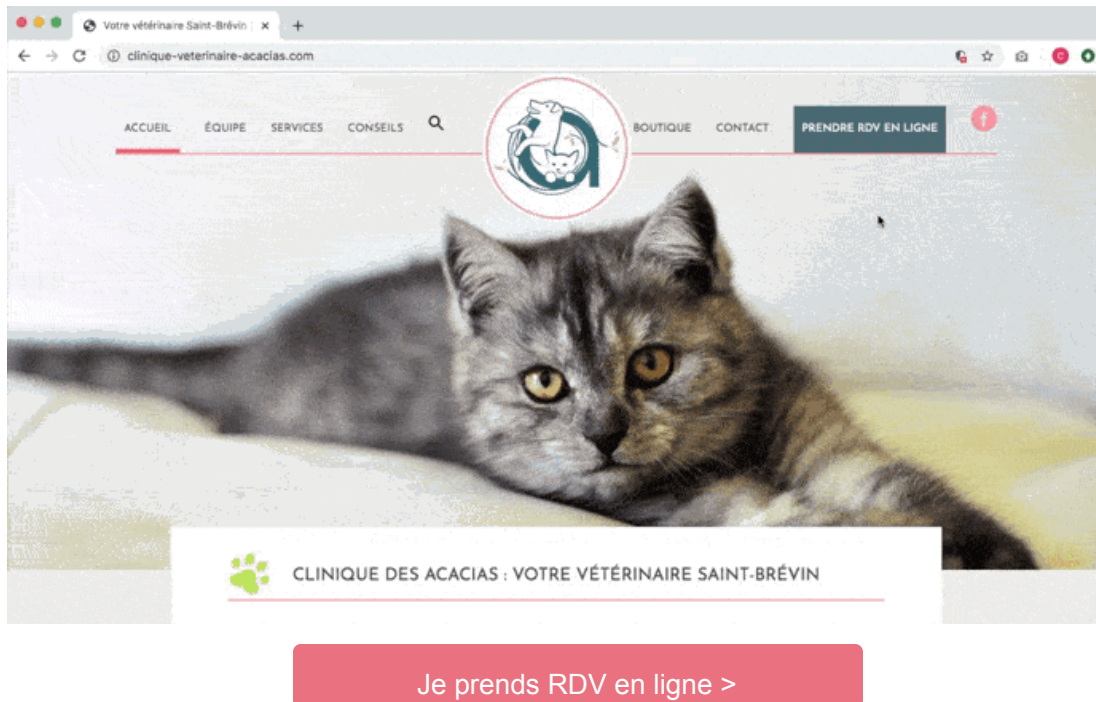 Votre vétérinaire Saint-Brévin
clinique-veterinaire-acacias.com
ACCUEIL ÉQUIPE SERVICES CONSEILS BOUTIQUE CONTACT PRENDRE RDV EN LIGNE f
CLINIQUE DES ACACIAS : VOTRE VÉTÉRINAIRE SAINT-BRÉVIN
Je prends RDV en ligne >